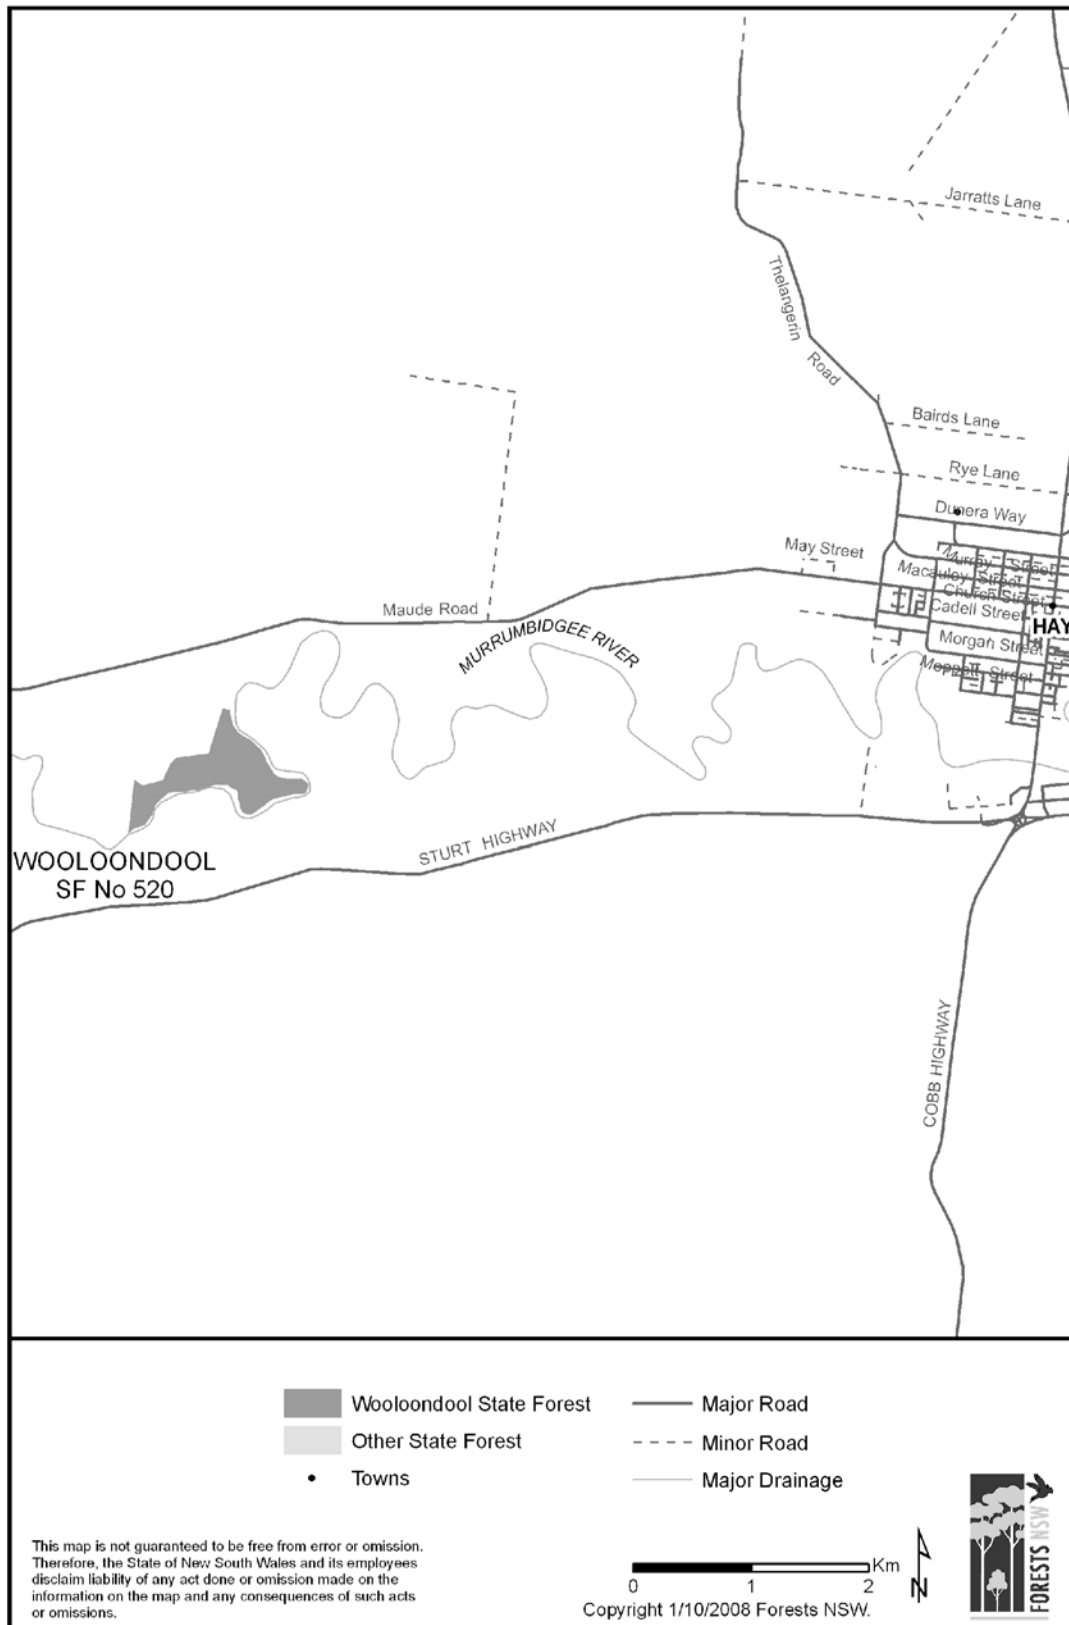 Jarratts Lane
Thelangerin
Road
Bairds Lane
Rye Lane
Dunera Way
May Street
Murray Street
Macauley Street
Church Street
Cadell Street
HAY
Maude Road
MURRUMBIDGEE RIVER
Morgan Street
Moppett Street
STURT HIGHWAY
WOOLOONDOOL
SF No 520
COBB HIGHWAY
Wooloondool State Forest
Other State Forest
Towns
Major Road
Minor Road
Major Drainage
This map is not guaranteed to be free from error or omission.
Therefore, the State of New South Wales and its employees
disclaim liability of any act done or omission made on the
information on the map and any consequences of such acts
or omissions.
Km
0 1 2
Copyright 1/10/2008 Forests NSW.
N
FORESTS NSW